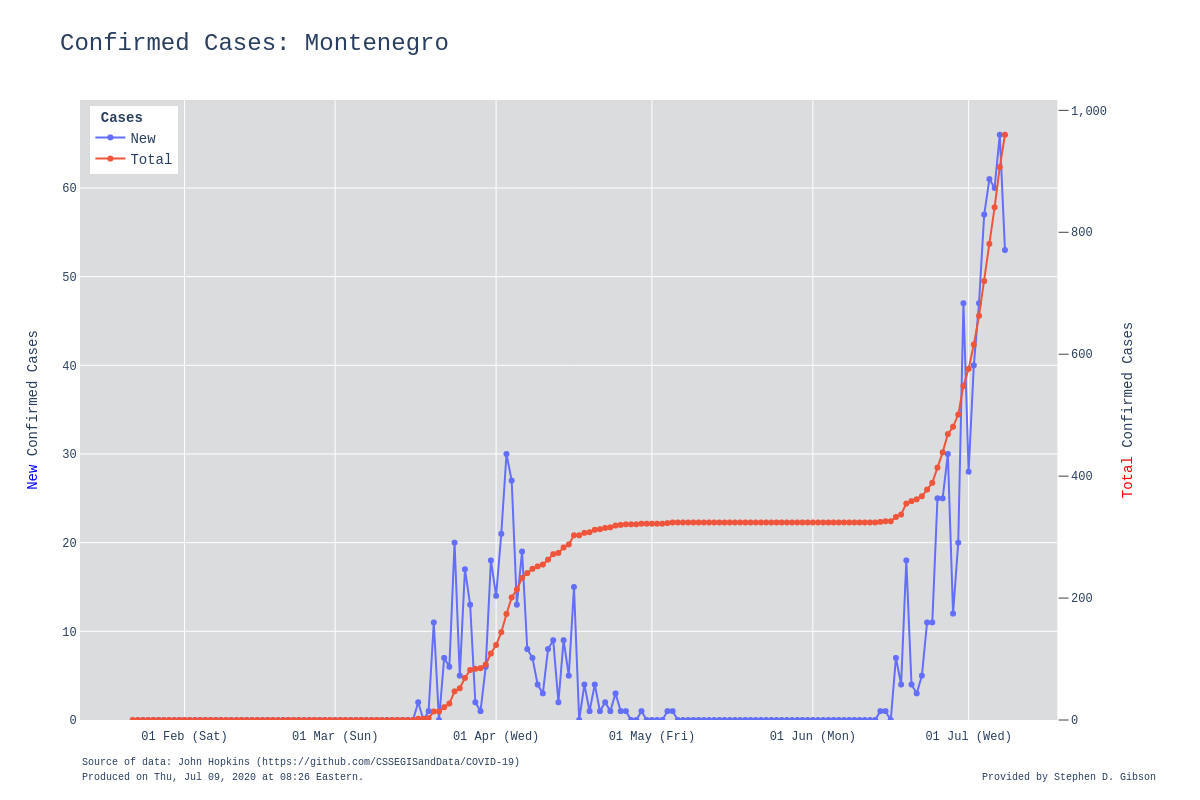 Confirmed Cases: Montenegro
Cases
New
Total
1,000
800
600
400
200
0
60
50
40
30
20
10
0
New Confirmed Cases
Total Confirmed Cases
01 Feb (Sat) 01 Mar (Sun) 01 Apr (Wed) 01 May (Fri) 01 Jun (Mon) 01 Jul (Wed)
Source of data: John Hopkins (https://github.com/CSSEGISandData/COVID-19)
Produced on Thu, Jul 09, 2020 at 08:26 Eastern.
Provided by Stephen D. Gibson